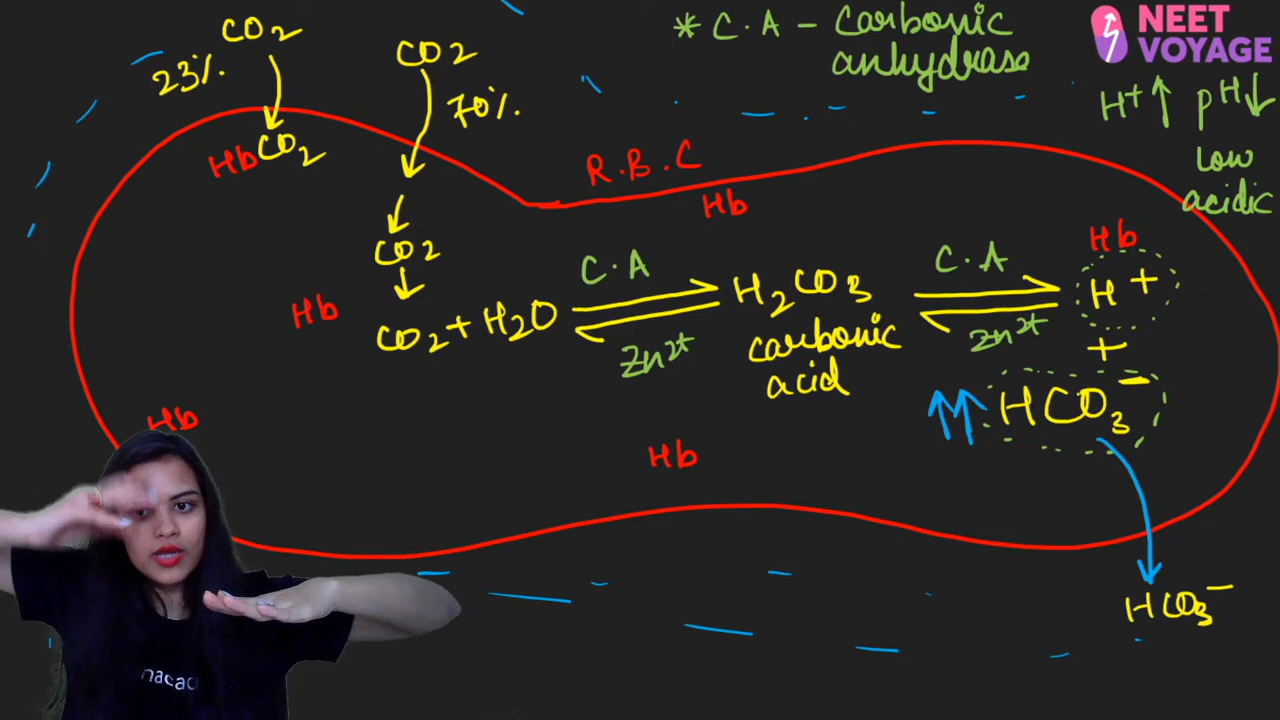 * C.A - Carbonic
anhydrase
NEET
VOYAGE
H+↑ pH↓
low
acidic
CO2
23%
HbCO2
CO2
70%
R.B.C
Hb
CO2
Hb
CO2 + H2O
C.A
Zn2+
H2CO3
carbonic
acid
C.A
Zn2+
Hb
H+
+
↑↑ HCO3-
Hb
Hb
HCO3-
nacac